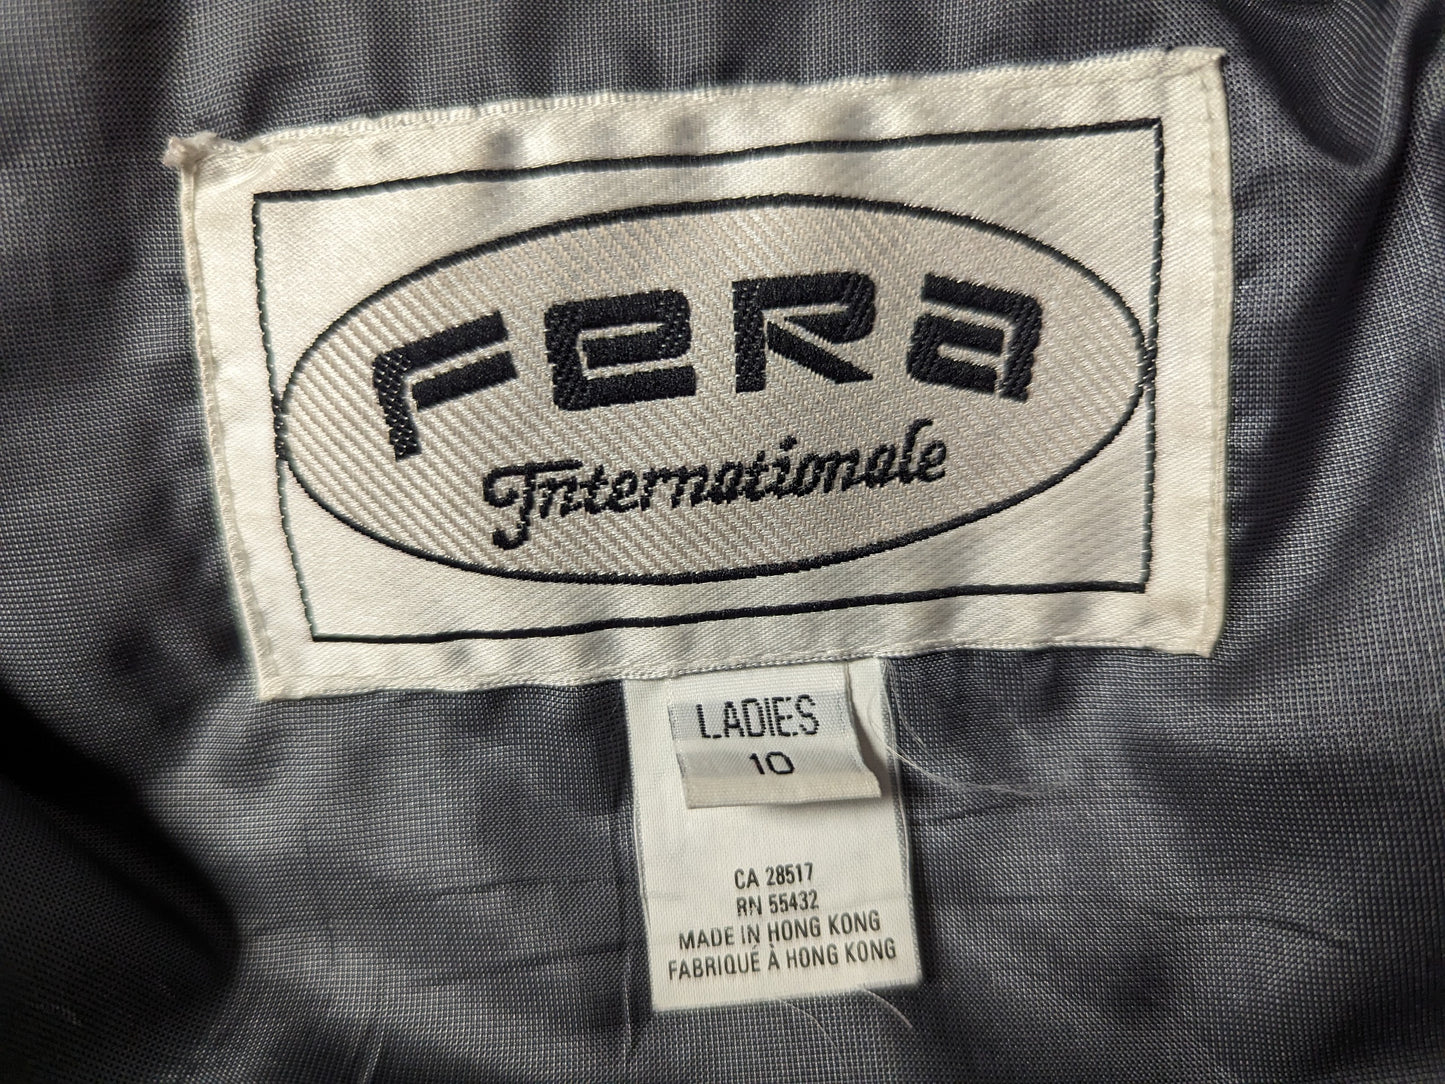 FeRa
Internationale
LADIES
10
CA 28517
RN 55432
MADE IN HONG KONG
FABRIQUÉ À HONG KONG